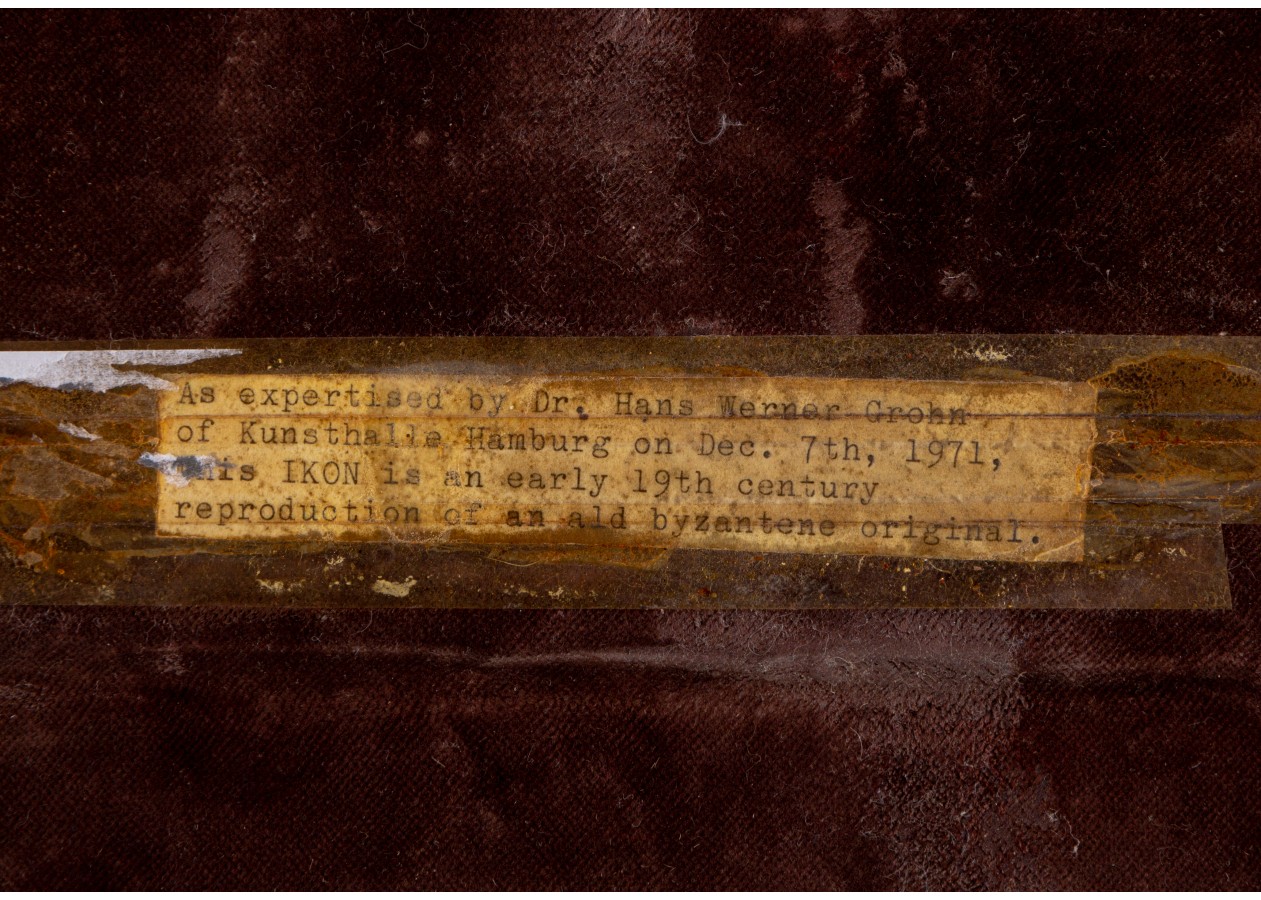 As expertised by Dr. Hans Werner Grohn
of Kunsthalle Hamburg on Dec. 7th, 1971,
This IKON is an early 19th century
reproduction of an ald byzantene original.